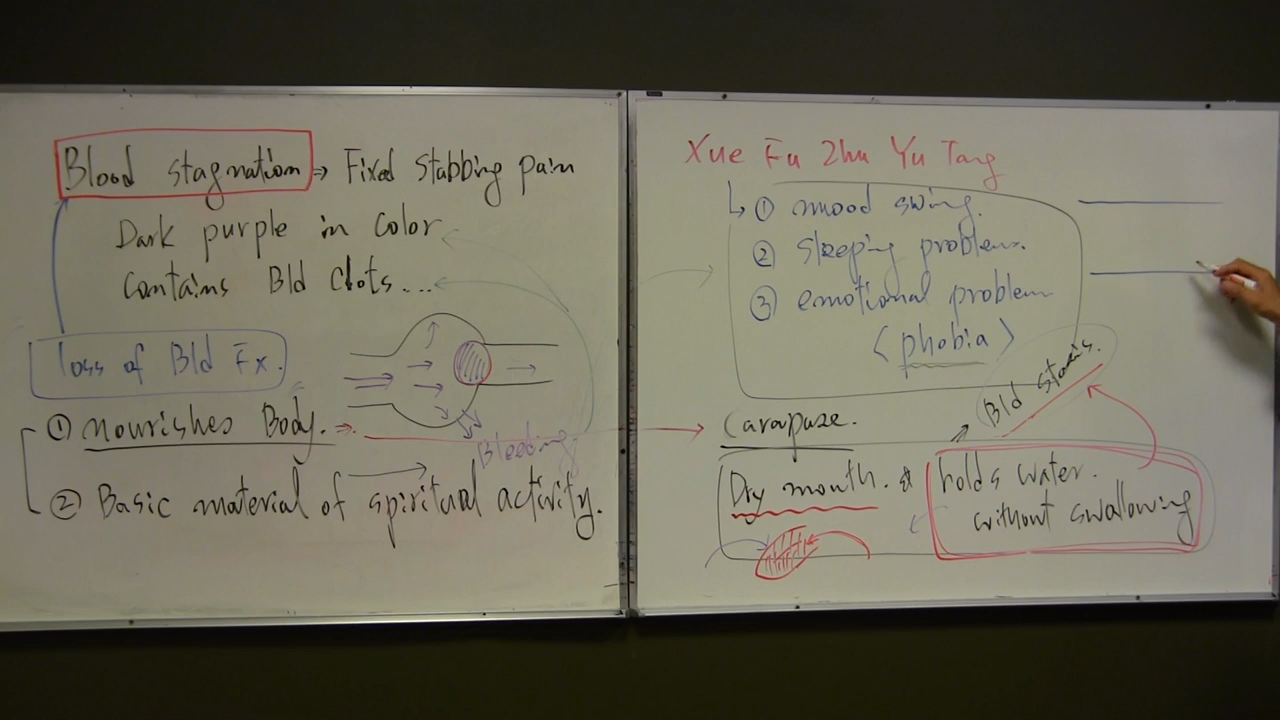 Blood stagnation → Fixed stabbing pain
Dark purple in color
Contains Bld Clots...
loss of Bld Fx.
① nourishes Body.
Bleeding
② Basic material of spiritual activity.
Xue Fu Zhu Yu Tang
① mood swing.
② sleeping problem.
③ emotional problem
(phobia)
Bld stasis.
Carapaze.
Dry mouth. & holds water.
without swallowing